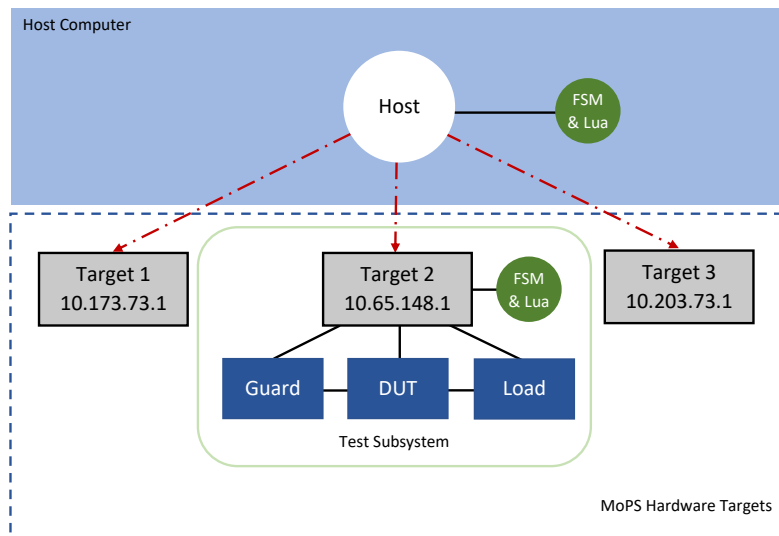 Host Computer
Host
FSM
& Lua
Target 1
10.173.73.1
Target 2
10.65.148.1
FSM
& Lua
Target 3
10.203.73.1
Guard
DUT
Load
Test Subsystem
MoPS Hardware Targets